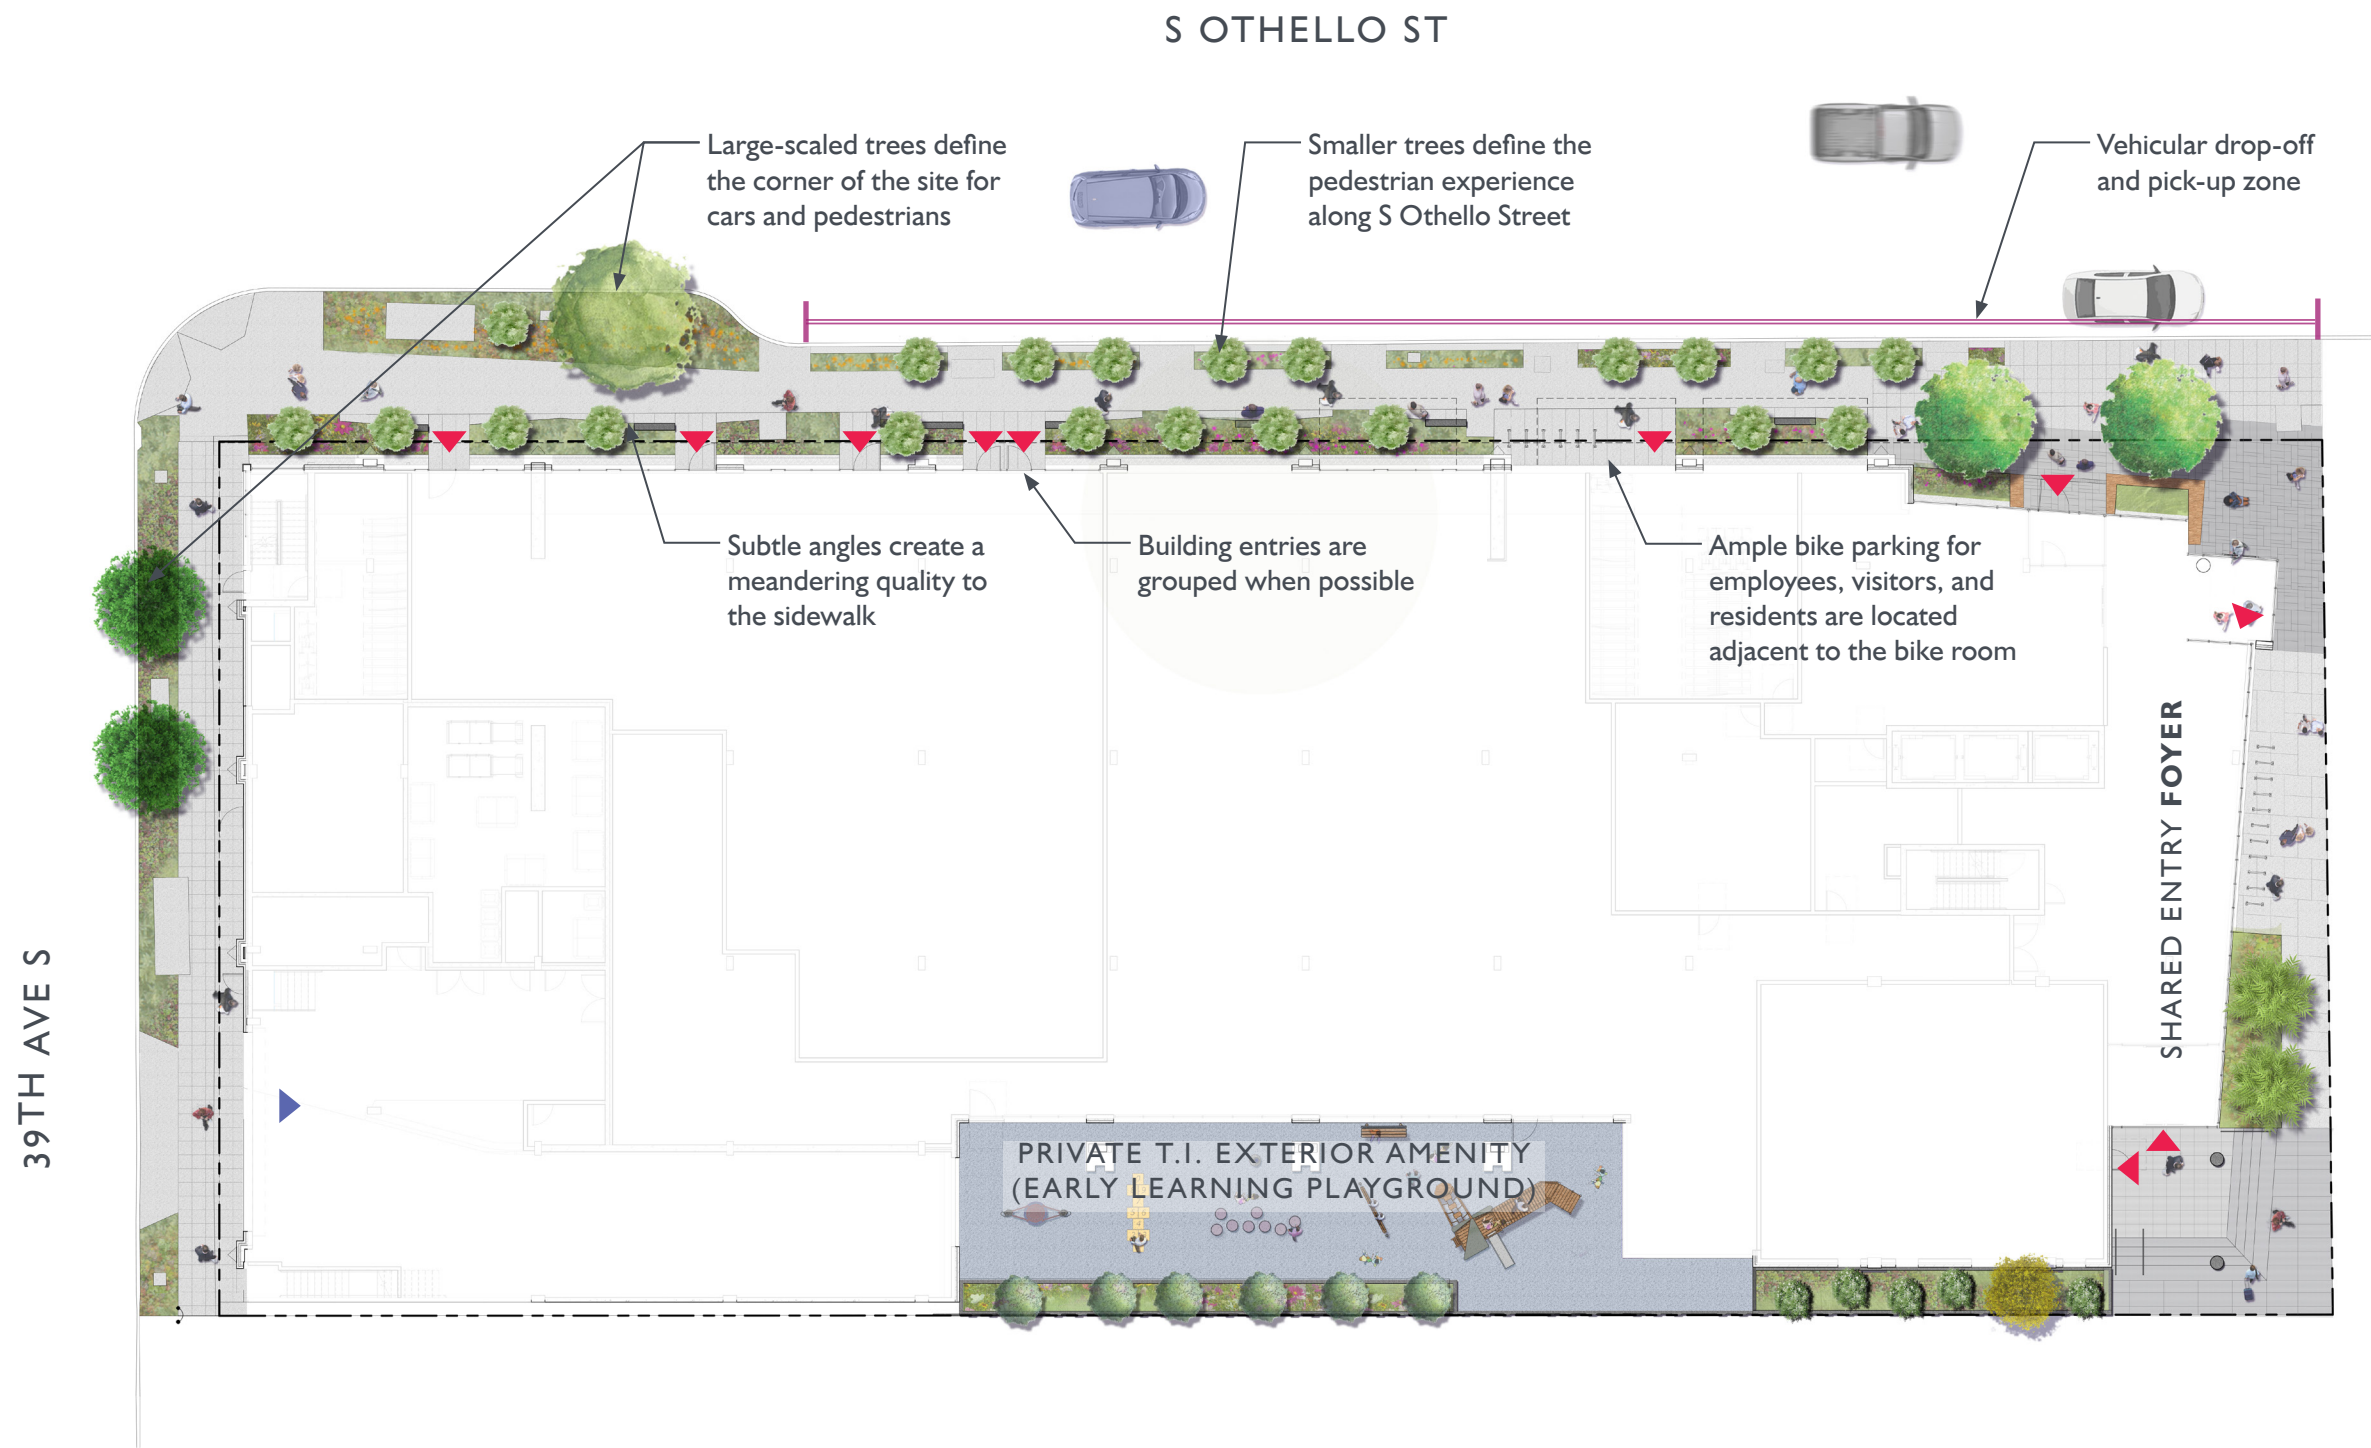 S OTHELLO ST
Large-scaled trees define
the corner of the site for
cars and pedestrians
Smaller trees define the
pedestrian experience
along S Othello Street
Vehicular drop-off
and pick-up zone
Subtle angles create a
meandering quality to
the sidewalk
Building entries are
grouped when possible
Ample bike parking for
employees, visitors, and
residents are located
adjacent to the bike room
SHARED ENTRY FOYER
39TH AVE S
PRIVATE T.I. EXTERIOR AMENITY
(EARLY LEARNING PLAYGROUND)